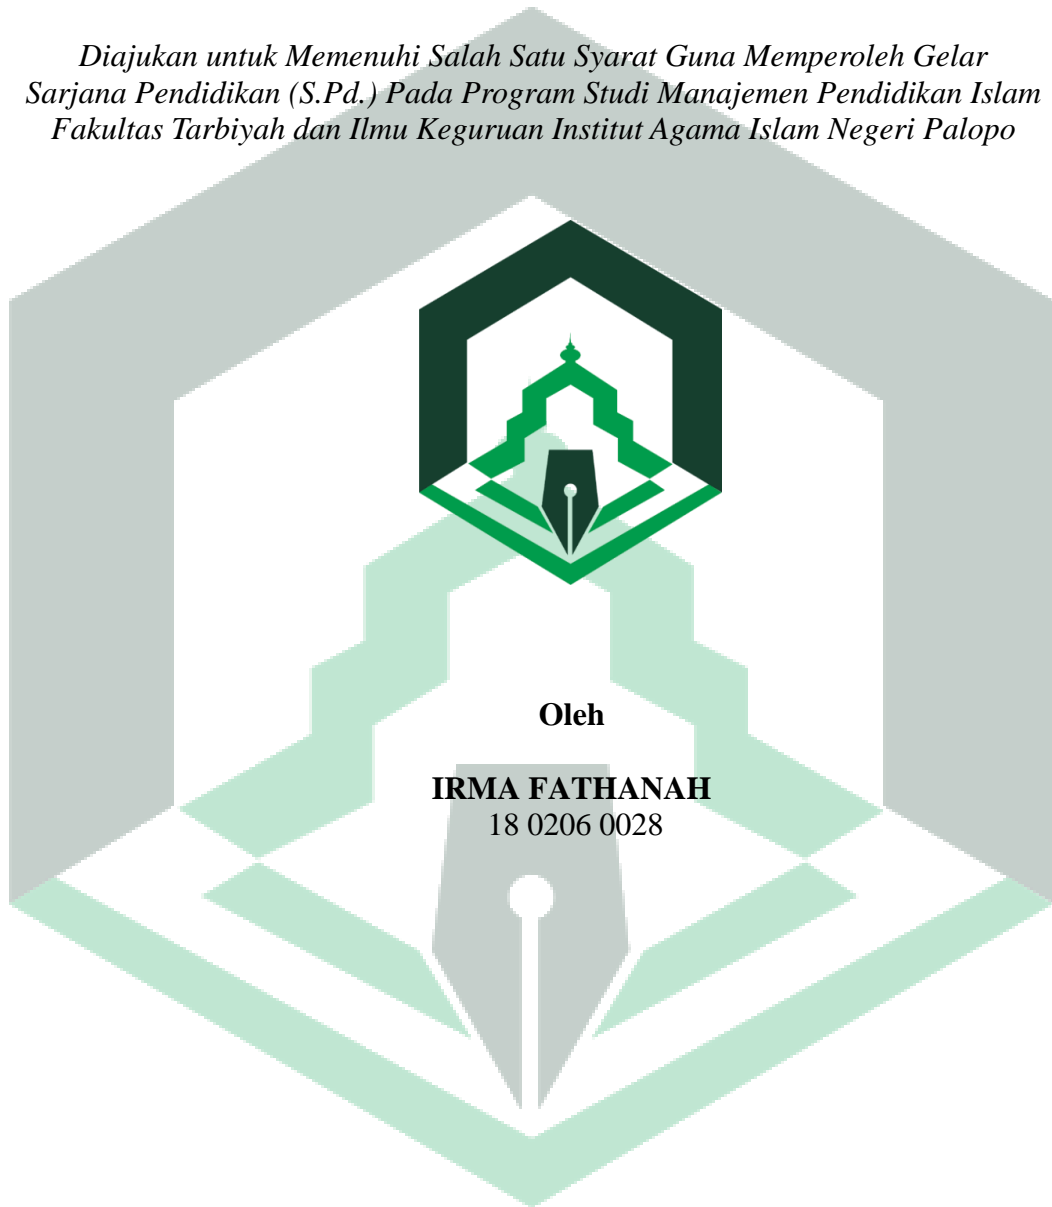 Diajukan untuk Memenuhi Salah Satu Syarat Guna Memperoleh Gelar
Sarjana Pendidikan (S.Pd.) Pada Program Studi Manajemen Pendidikan Islam
Fakultas Tarbiyah dan Ilmu Keguruan Institut Agama Islam Negeri Palopo
Oleh
IRMA FATHANAH
18 0206 0028